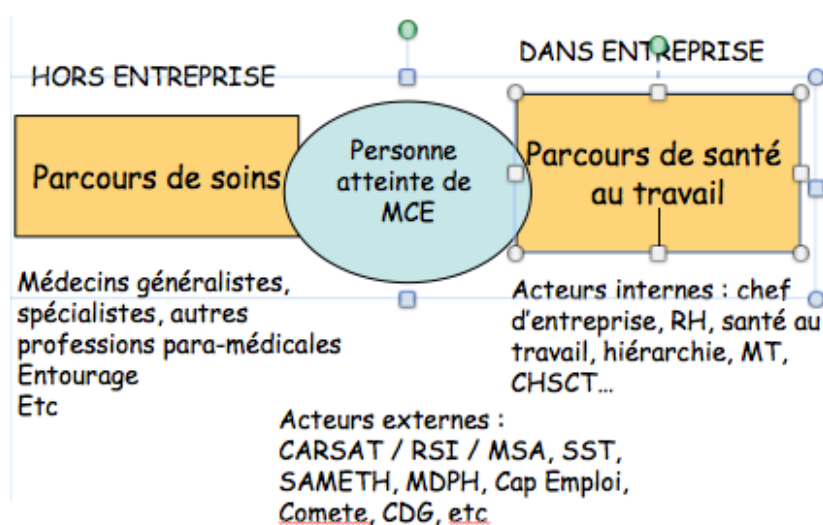 HORS ENTREPRISE
DANS ENTREPRISE
Parcours de soins
Personne
atteinte de
MCE
Parcours de santé
au travail
Médecins généralistes,
spécialistes, autres
professions para-médicales
Entourage
Etc
Acteurs internes : chef
d'entreprise, RH, santé au
travail, hiérarchie, MT,
CHSCT...
Acteurs externes :
CARSAT / RSI / MSA, SST,
SAMETH, MDPH, Cap Emploi,
Comete, CDG, etc